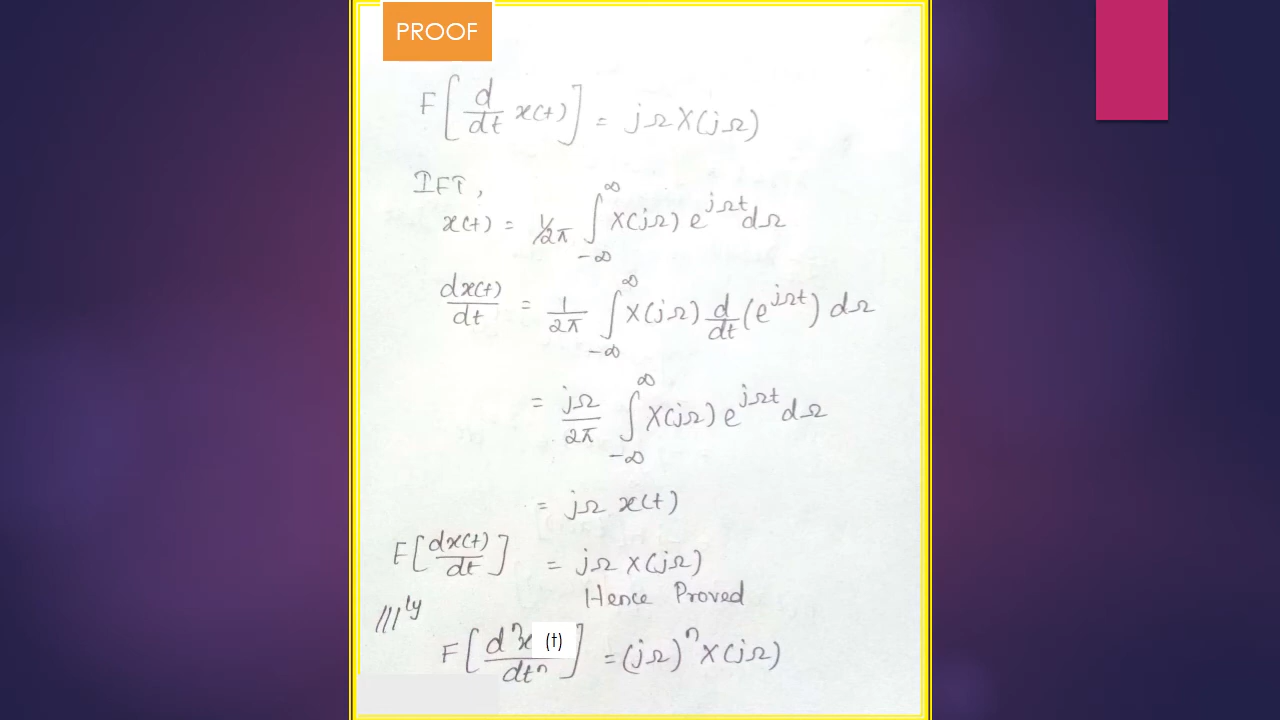 PROOF
F[d/dt x(t)] = jΩX(jΩ)
IFT,
x(t) = 1/2π ∫_{-∞}^{∞} X(jΩ) e^{jΩt} dΩ
dx(t)/dt = 1/2π ∫_{-∞}^{∞} X(jΩ) d/dt (e^{jΩt}) dΩ
= jΩ/2π ∫_{-∞}^{∞} X(jΩ) e^{jΩt} dΩ
= jΩ x(t)
F[dx(t)/dt] = jΩ X(jΩ)
Hence Proved
///ly
F[d^n x(t)/dt^n] = (jΩ)^n X(jΩ)